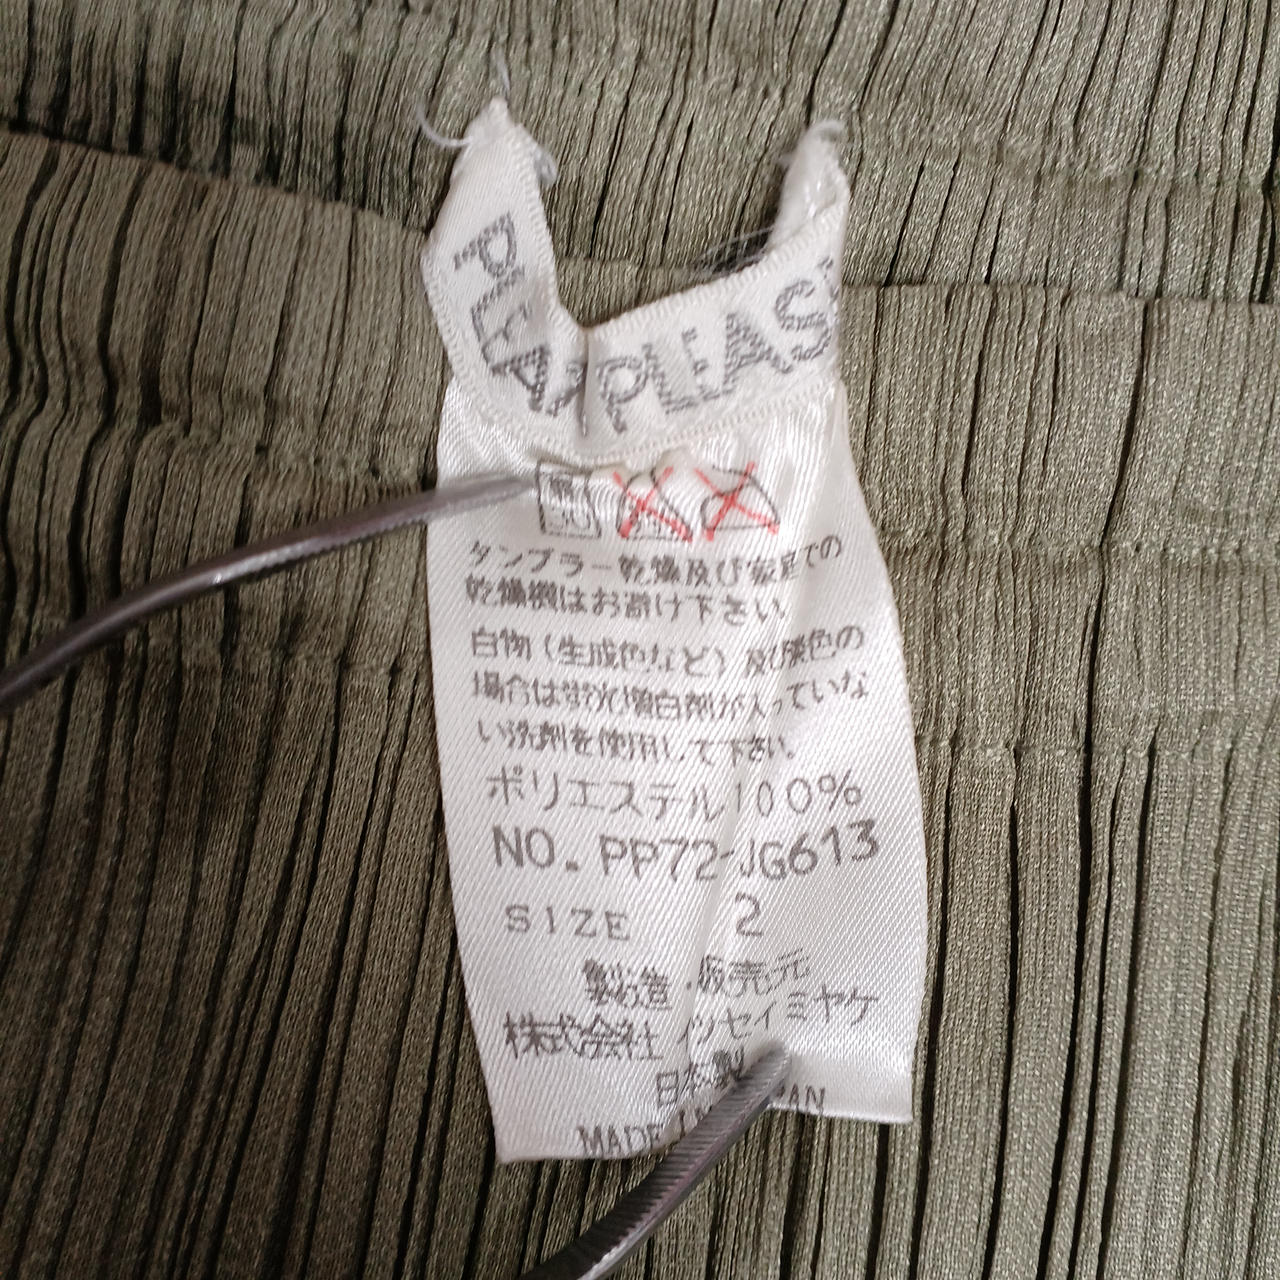 PLEATS PLEASE
タンブラー乾燥及び家庭での
乾燥機はお避け下さい
白物(生成色など)及び淡色の
場合は蛍光増白剤が入っていな
い洗剤を使用して下さい
ポリエステル100%
NO. PP72-JG613
SIZE 2
製造・販売元
株式会社 イッセイミヤケ
日本製
MADE IN JAPAN